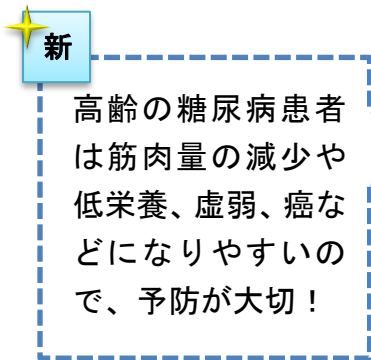 新
高齢の糖尿病患者
は筋肉量の減少や
低栄養、虚弱、癌な
どになりやすいの
で、予防が大切！